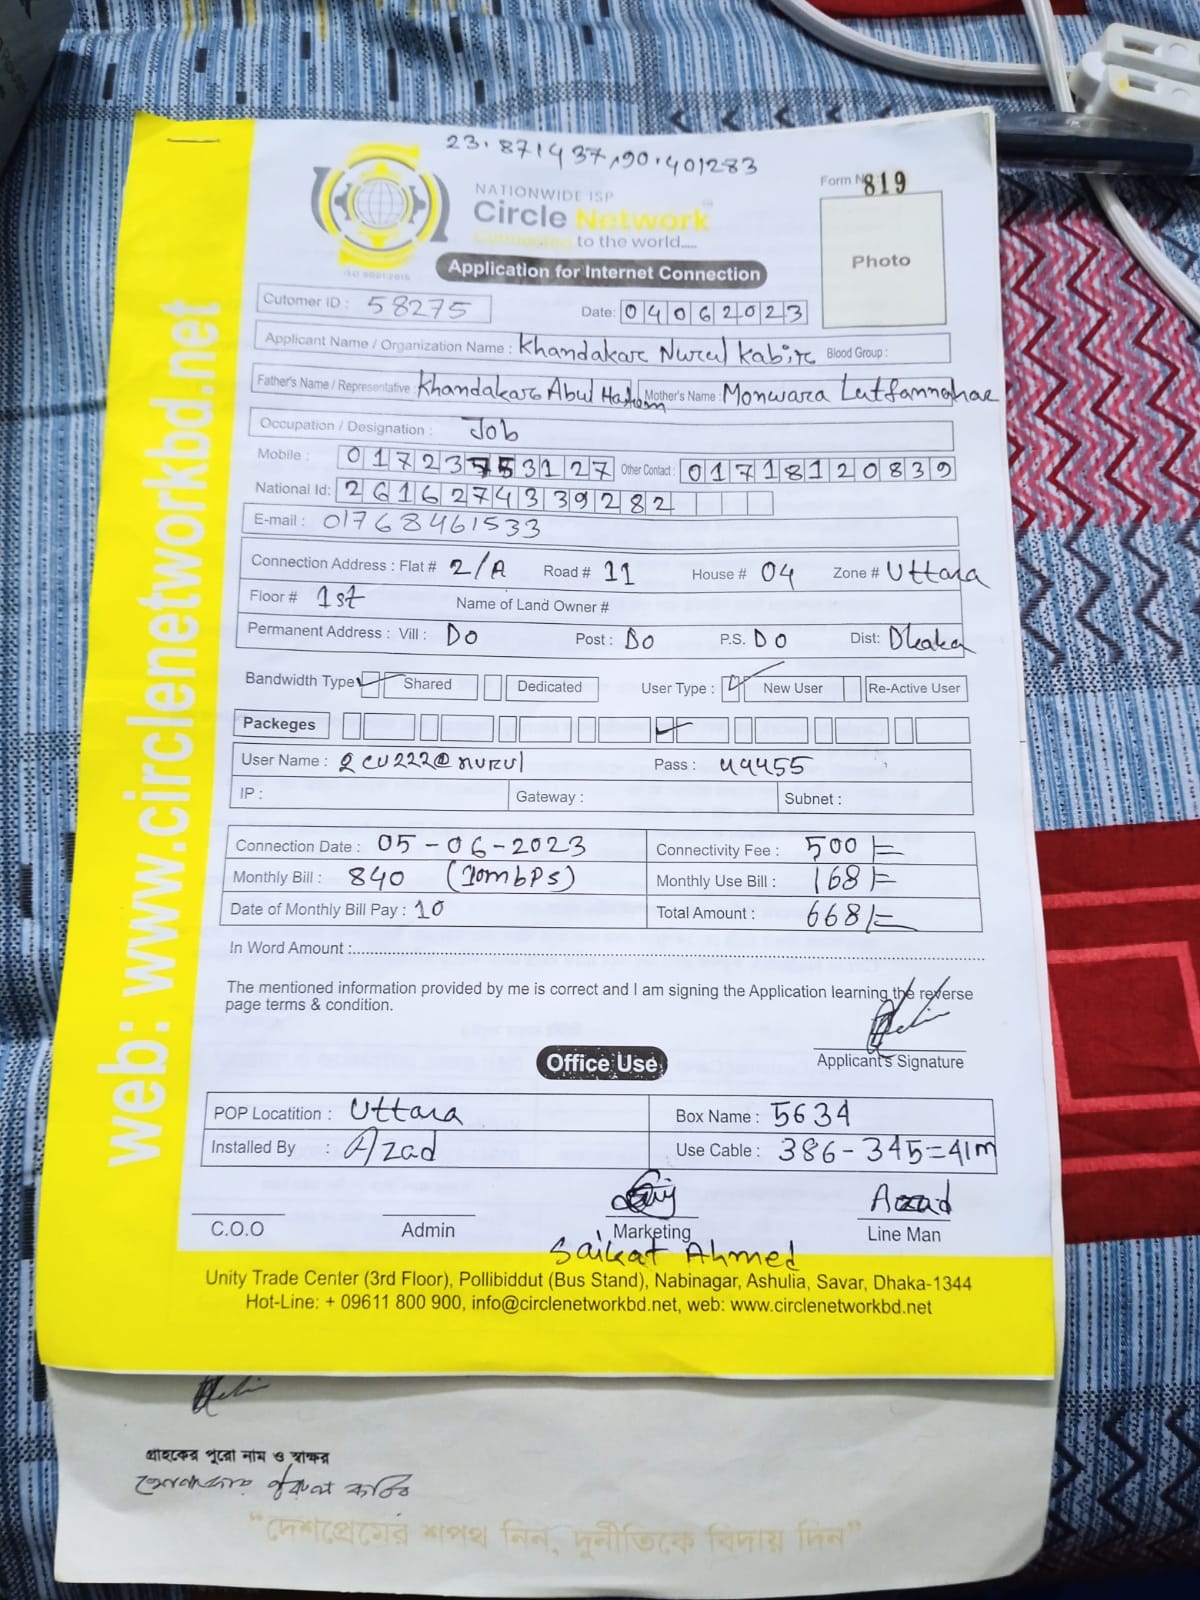 23.871437,90.401283
NATIONWIDE ISP
Form No 819
Circle Network
Connected to the world.....
ISO 9001:2015
Photo
Application for Internet Connection
Cutomer ID : 58275
Date: 04062023
Applicant Name / Organization Name : Khandakar Nurul Kabir Blood Group :
Father's Name / Representative Khandakar Abul Hashem Mother's Name : Monwara Lutfannahar
Occupation / Designation : Job
Mobile : 01723553127 Other Contact : 01718120839
National Id: 2616274339282
E-mail : 01768461533
Connection Address : Flat # 2/A Road # 11 House # 04 Zone # Uttara
Floor # 1st Name of Land Owner #
Permanent Address : Vill : Do Post : Do P.S. DO Dist: Dhaka
Bandwidth Type Shared Dedicated User Type : New User Re-Active User
Packeges
User Name : 2CU222@nurul Pass : 44455
IP : Gateway : Subnet :
Connection Date : 05-06-2023 Connectivity Fee : 500/=
Monthly Bill : 840 (10mbps) Monthly Use Bill : 168/=
Date of Monthly Bill Pay : 10 Total Amount : 668/=
In Word Amount :
The mentioned information provided by me is correct and I am signing the Application learning the reverse
page terms & condition.
Applicant's Signature
Office Use
POP Locatition : Uttara Box Name : 5634
Installed By : Azad Use Cable : 386-345=41m
Azad
C.O.O Admin Marketing Line Man
Saikat Ahmed
Unity Trade Center (3rd Floor), Pollibiddut (Bus Stand), Nabinagar, Ashulia, Savar, Dhaka-1344
Hot-Line: + 09611 800 900, info@circlenetworkbd.net, web: www.circlenetworkbd.net
web: www.circlenetworkbd.net
গ্রাহকের পুরো নাম ও স্বাক্ষর
খোন্দকার নুরুল কবির
"দেশপ্রেমের শপথ নিন, দুর্নীতিকে বিদায় দিন"